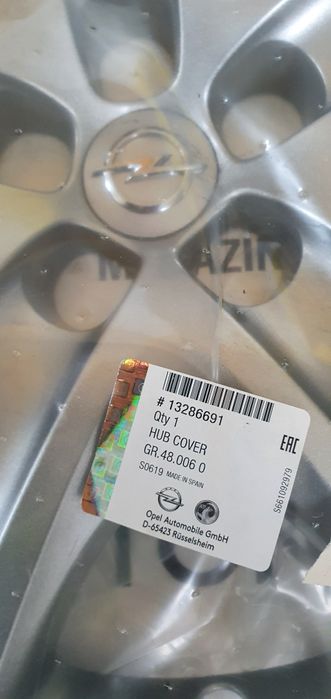 # 13286691
Qty 1
HUB COVER
GR.48.006 0
S0619 MADE IN SPAIN
Opel Automobile GmbH
D-65423 Rüsselsheim
EAC
S661092979